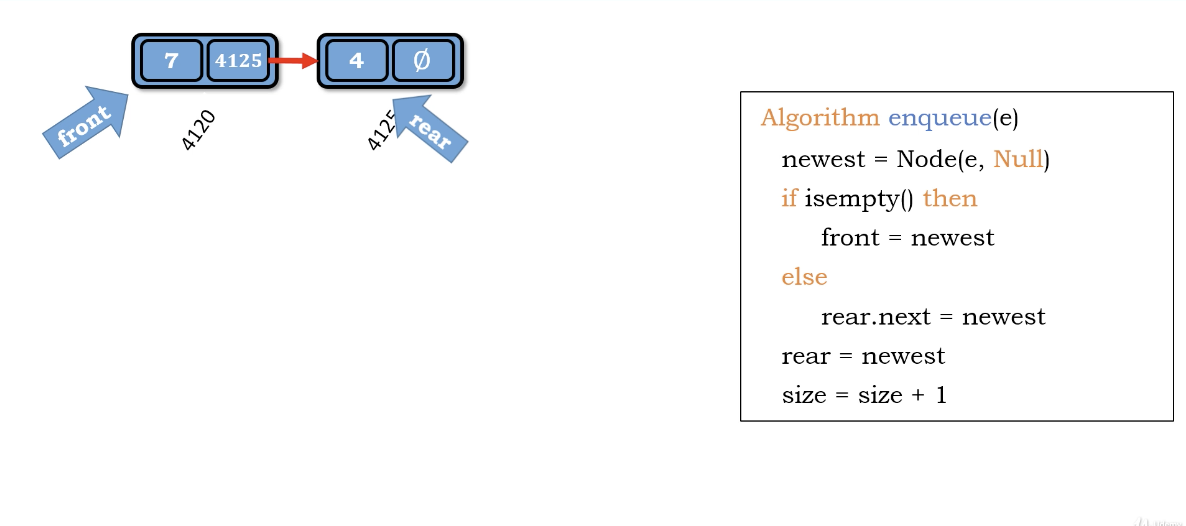 7 4125 4 ∅
front 4120 4125 rear
Algorithm enqueue(e)
newest = Node(e, Null)
if isempty() then
front = newest
else
rear.next = newest
rear = newest
size = size + 1